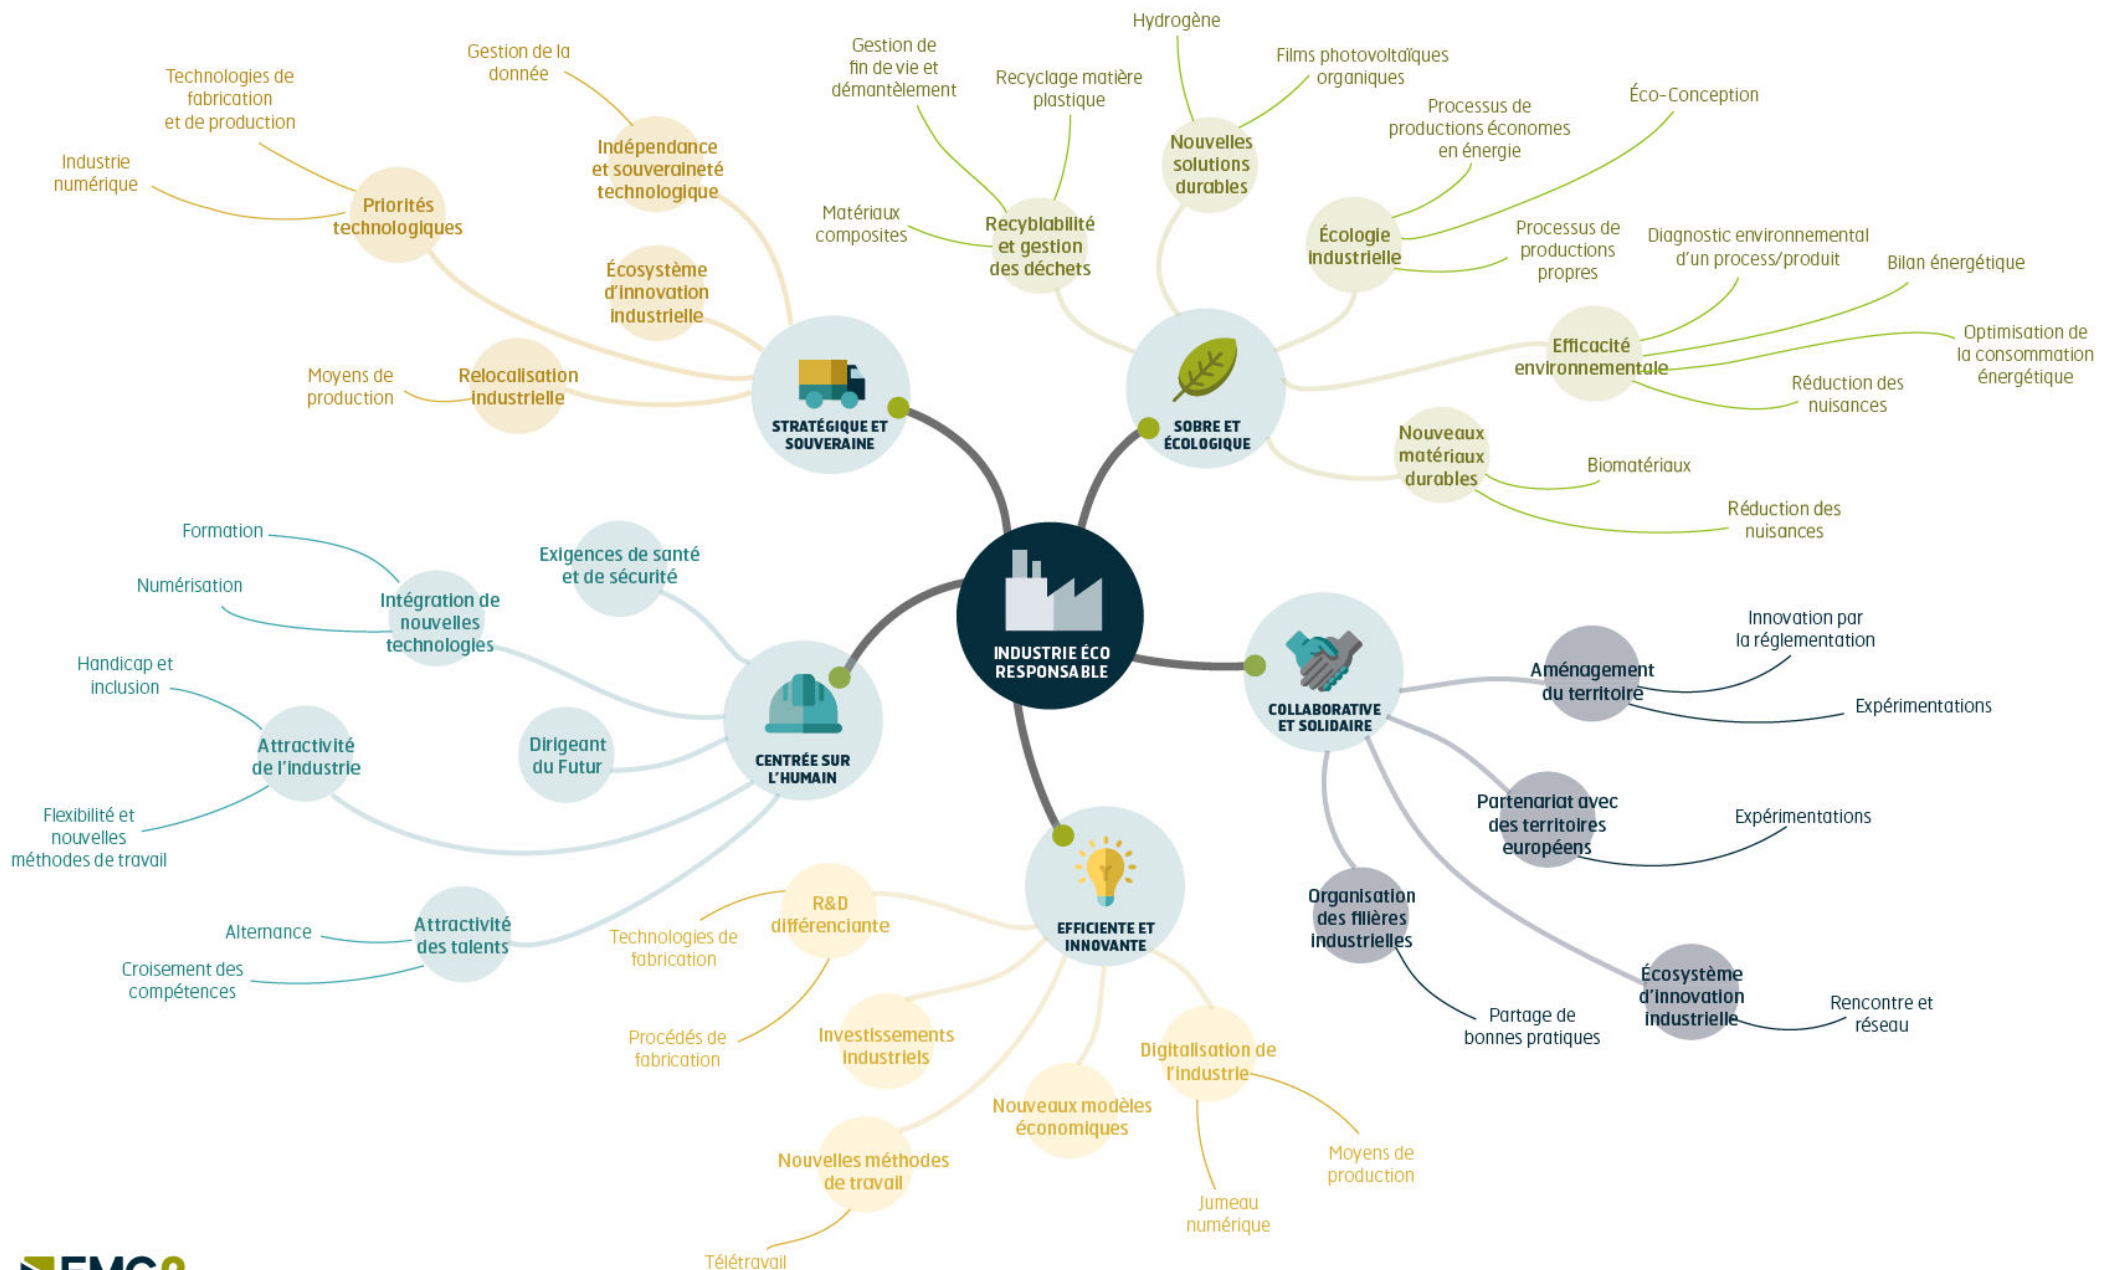 Hydrogène
Gestion de
fin de vie et
démantèlement
Recyclage matière
plastique
Films photovoltaïques
organiques
Processus de
productions économes
en énergie
Éco-Conception
Gestion de la
donnée
Technologies de
fabrication
et de production
Industrie
numérique
Priorités
technologiques
Indépendance
et souveraineté
technologique
Écosystème
d'innovation
industrielle
Moyens de
production
Relocalisation
industrielle
STRATÉGIQUE ET
SOUVERAINE
Matériaux
composites
Recyblabilité
et gestion
des déchets
Nouvelles
solutions
durables
Écologie
industrielle
Processus de
productions
propres
Diagnostic environnemental
d'un process/produit
Bilan énergétique
Optimisation de
la consommation
énergétique
Efficacité
environnementale
Réduction des
nuisances
SOBRE ET
ÉCOLOGIQUE
Nouveaux
matériaux
durables
Biomatériaux
Réduction des
nuisances
INDUSTRIE ÉCO
RESPONSABLE
Formation
Numérisation
Intégration de
nouvelles
technologies
Exigences de santé
et de sécurité
Handicap et
inclusion
Attractivité
de l'industrie
Flexibilité et
nouvelles
méthodes de travail
Dirigeant
du Futur
CENTRÉE SUR
L'HUMAIN
Alternance
Croisement des
compétences
Attractivité
des talents
COLLABORATIVE
ET SOLIDAIRE
Aménagement
du territoire
Innovation par
la réglementation
Expérimentations
Partenariat avec
des territoires
européens
Expérimentations
Organisation
des filières
industrielles
Partage de
bonnes pratiques
Écosystème
d'innovation
industrielle
Rencontre et
réseau
EFFICIENTE ET
INNOVANTE
R&D
différenciante
Technologies de
fabrication
Procédés de
fabrication
Investissements
industriels
Nouvelles méthodes
de travail
Télétravail
Nouveaux modèles
économiques
Digitalisation de
l'industrie
Jumeau
numérique
Moyens de
production